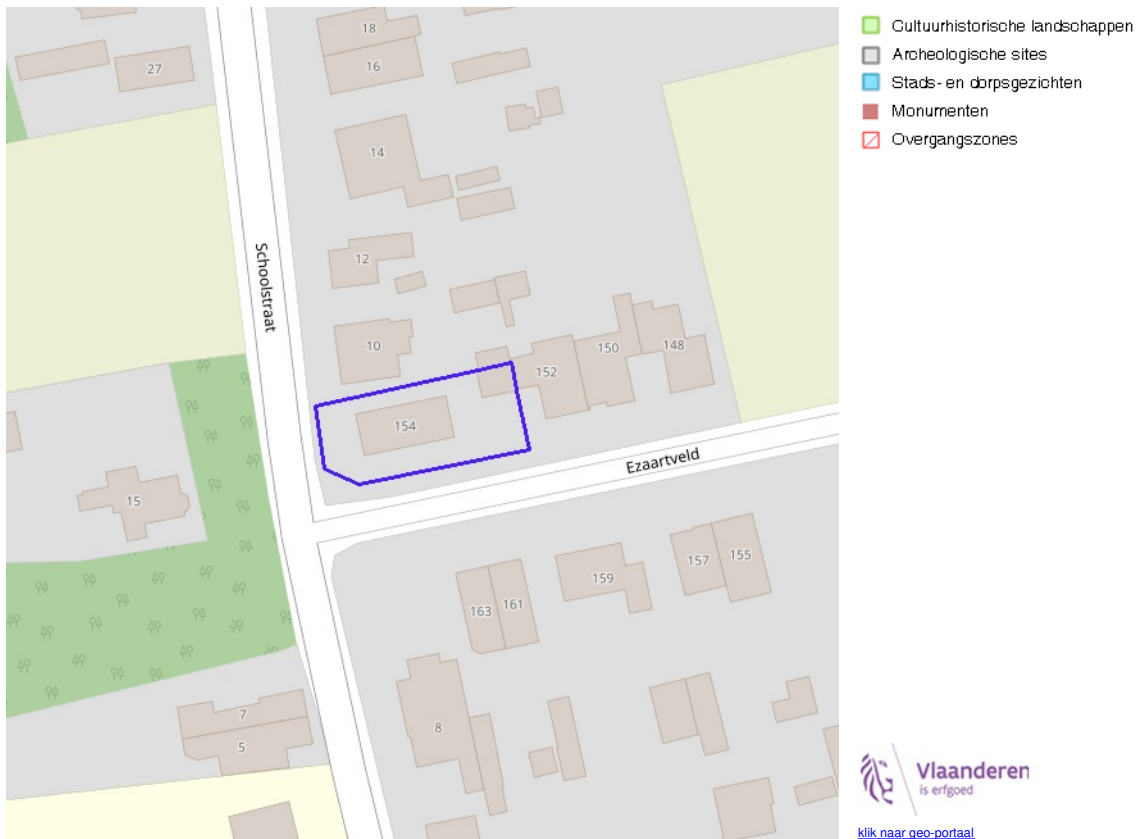 18
16
27
14
Schoolstraat
12
10
152
150
148
154
Ezaartveld
15
163
161
159
157
155
7
5
8
Cultuurhistorische landschappen
Archeologische sites
Stads- en dorpsgezichten
Monumenten
Overgangszones
Vlaanderen
is erfgoed
klik naar geo-portaal